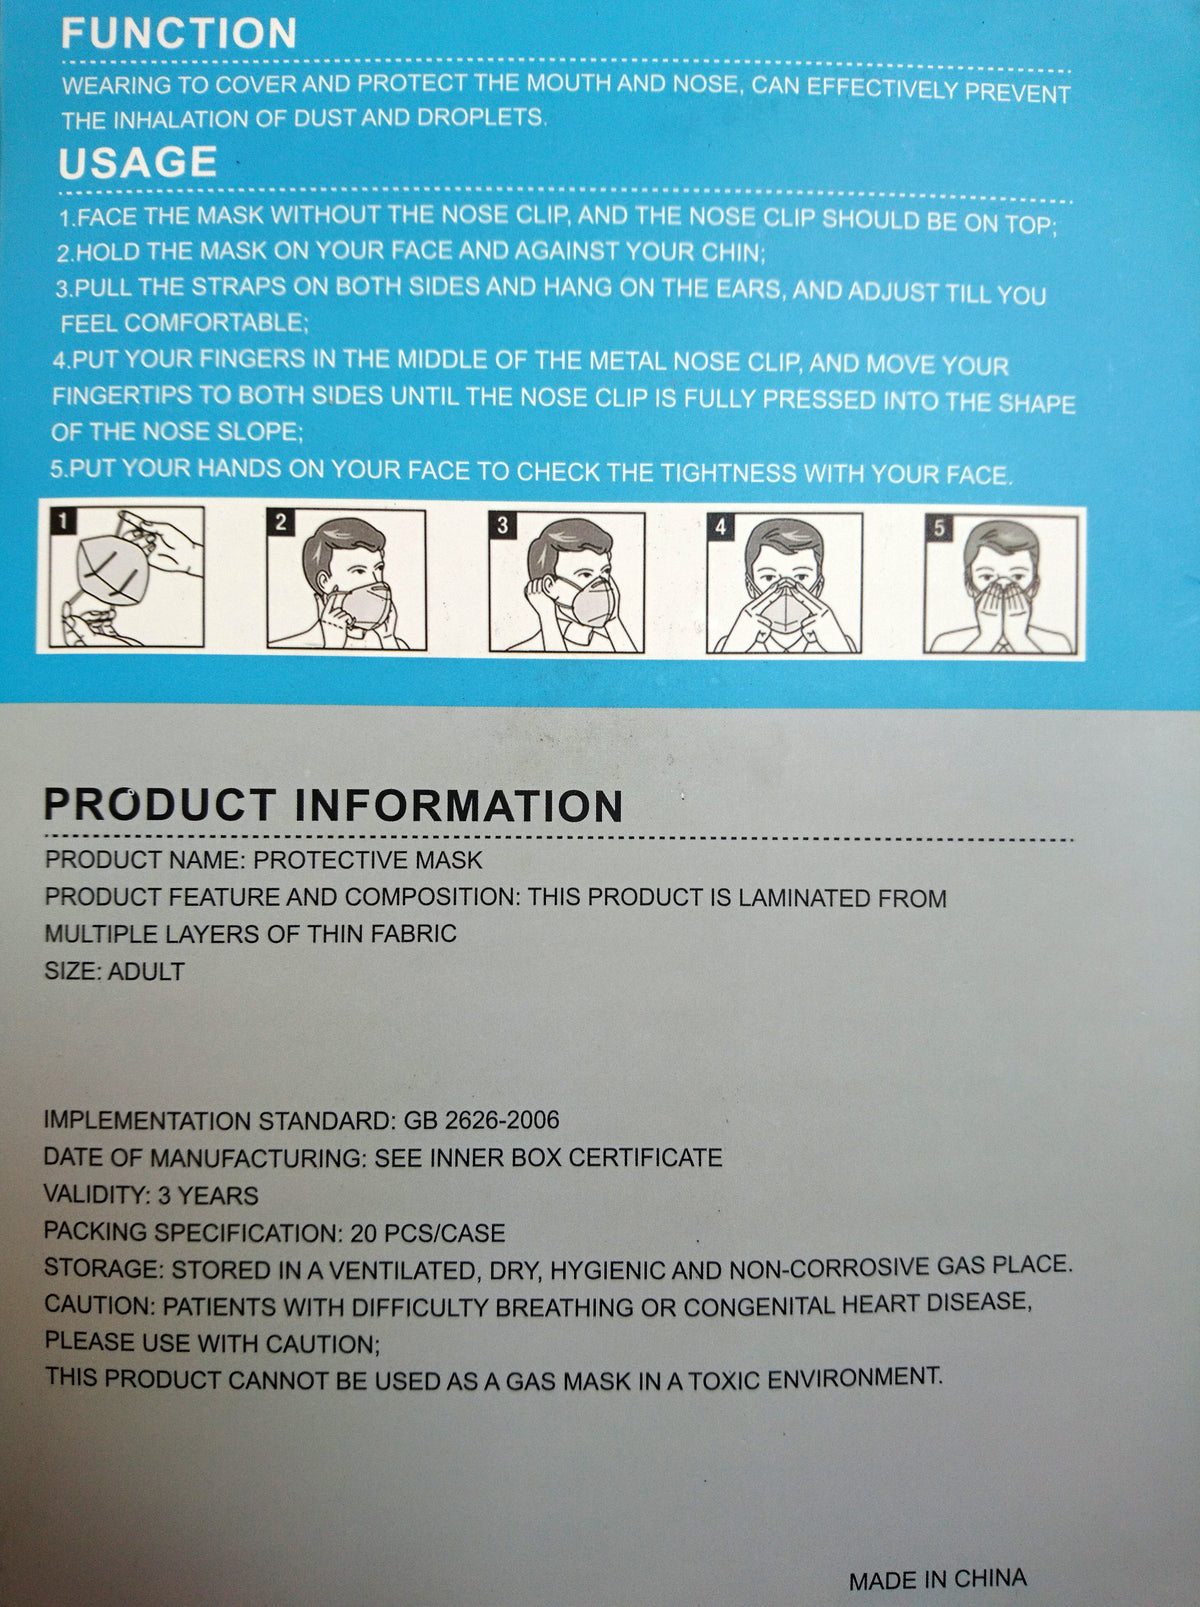 FUNCTION
WEARING TO COVER AND PROTECT THE MOUTH AND NOSE, CAN EFFECTIVELY PREVENT
THE INHALATION OF DUST AND DROPLETS.
USAGE
1.FACE THE MASK WITHOUT THE NOSE CLIP, AND THE NOSE CLIP SHOULD BE ON TOP;
2.HOLD THE MASK ON YOUR FACE AND AGAINST YOUR CHIN;
3.PULL THE STRAPS ON BOTH SIDES AND HANG ON THE EARS, AND ADJUST TILL YOU
FEEL COMFORTABLE;
4.PUT YOUR FINGERS IN THE MIDDLE OF THE METAL NOSE CLIP, AND MOVE YOUR
FINGERTIPS TO BOTH SIDES UNTIL THE NOSE CLIP IS FULLY PRESSED INTO THE SHAPE
OF THE NOSE SLOPE;
5.PUT YOUR HANDS ON YOUR FACE TO CHECK THE TIGHTNESS WITH YOUR FACE.
1 2 3 4 5
PRODUCT INFORMATION
PRODUCT NAME: PROTECTIVE MASK
PRODUCT FEATURE AND COMPOSITION: THIS PRODUCT IS LAMINATED FROM
MULTIPLE LAYERS OF THIN FABRIC
SIZE: ADULT
IMPLEMENTATION STANDARD: GB 2626-2006
DATE OF MANUFACTURING: SEE INNER BOX CERTIFICATE
VALIDITY: 3 YEARS
PACKING SPECIFICATION: 20 PCS/CASE
STORAGE: STORED IN A VENTILATED, DRY, HYGIENIC AND NON-CORROSIVE GAS PLACE.
CAUTION: PATIENTS WITH DIFFICULTY BREATHING OR CONGENITAL HEART DISEASE,
PLEASE USE WITH CAUTION;
THIS PRODUCT CANNOT BE USED AS A GAS MASK IN A TOXIC ENVIRONMENT.
MADE IN CHINA